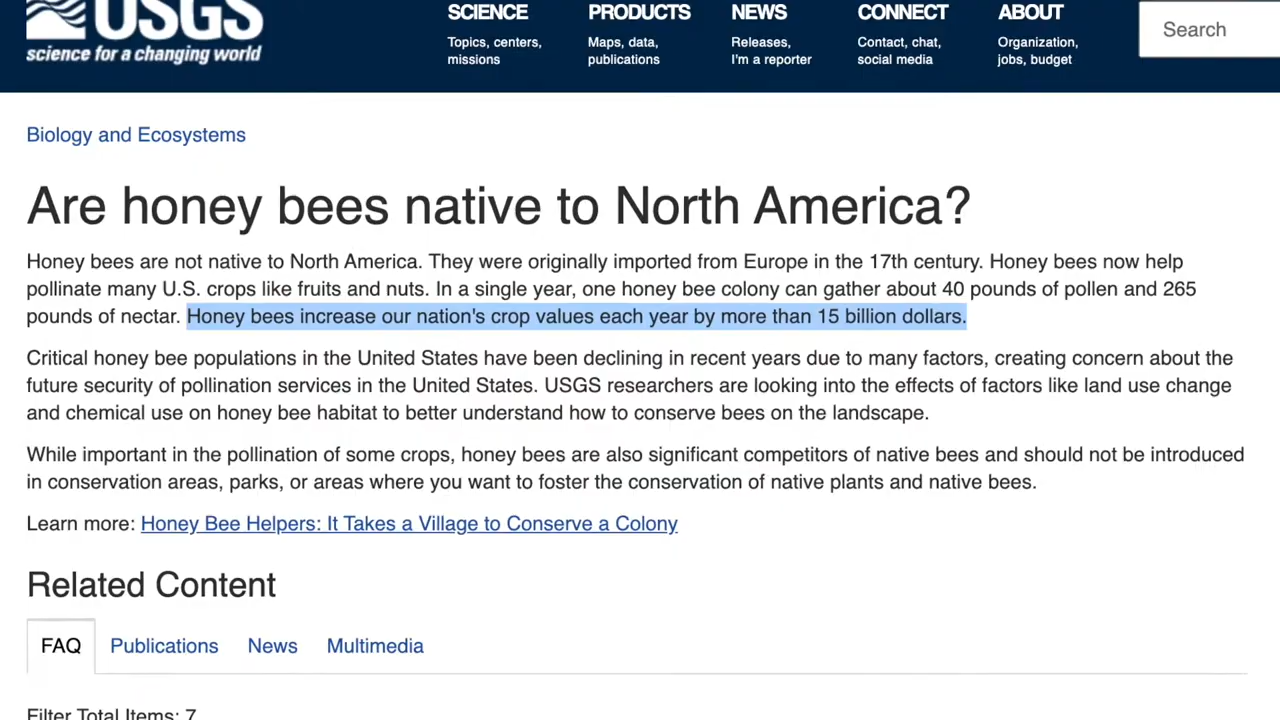 USGS
science for a changing world
SCIENCE
Topics, centers,
missions
PRODUCTS
Maps, data,
publications
NEWS
Releases,
I'm a reporter
CONNECT
Contact, chat,
social media
ABOUT
Organization,
jobs, budget
Search
Biology and Ecosystems
Are honey bees native to North America?
Honey bees are not native to North America. They were originally imported from Europe in the 17th century. Honey bees now help
pollinate many U.S. crops like fruits and nuts. In a single year, one honey bee colony can gather about 40 pounds of pollen and 265
pounds of nectar. Honey bees increase our nation's crop values each year by more than 15 billion dollars.
Critical honey bee populations in the United States have been declining in recent years due to many factors, creating concern about the
future security of pollination services in the United States. USGS researchers are looking into the effects of factors like land use change
and chemical use on honey bee habitat to better understand how to conserve bees on the landscape.
While important in the pollination of some crops, honey bees are also significant competitors of native bees and should not be introduced
in conservation areas, parks, or areas where you want to foster the conservation of native plants and native bees.
Learn more: Honey Bee Helpers: It Takes a Village to Conserve a Colony
Related Content
FAQ
Publications
News
Multimedia
Filter Total Items: 7